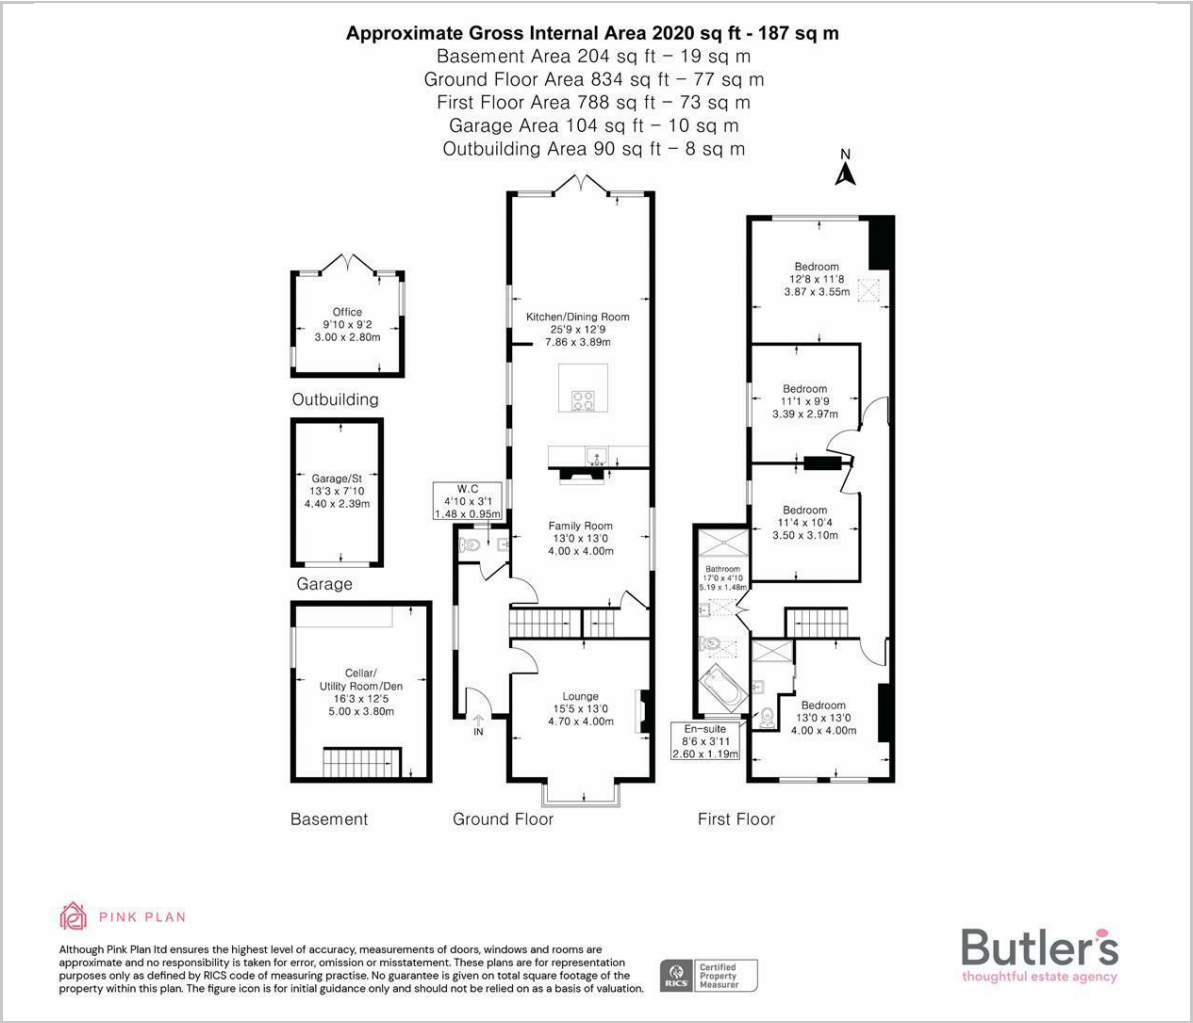 Approximate Gross Internal Area 2020 sq ft - 187 sq m
Basement Area 204 sq ft – 19 sq m
Ground Floor Area 834 sq ft – 77 sq m
First Floor Area 788 sq ft – 73 sq m
Garage Area 104 sq ft – 10 sq m
Outbuilding Area 90 sq ft – 8 sq m
N
Office
9'10 x 9'2
3.00 x 2.80m
Outbuilding
Garage/St
13'3 x 7'10
4.40 x 2.39m
Garage
Cellar/
Utility Room/Den
16'3 x 12'5
5.00 x 3.80m
Basement
Kitchen/Dining Room
25'9 x 12'9
7.86 x 3.89m
W.C
4'10 x 3'1
1.48 x 0.95m
Family Room
13'0 x 13'0
4.00 x 4.00m
Lounge
15'5 x 13'0
4.70 x 4.00m
IN
Ground Floor
Bedroom
12'8 x 11'8
3.87 x 3.55m
Bedroom
11'1 x 9'9
3.39 x 2.97m
Bedroom
11'4 x 10'4
3.50 x 3.10m
Bathroom
17'0 x 4'10
5.19 x 1.48m
Bedroom
13'0 x 13'0
4.00 x 4.00m
En-suite
8'6 x 3'11
2.60 x 1.19m
First Floor
PINK PLAN
Although Pink Plan ltd ensures the highest level of accuracy, measurements of doors, windows and rooms are
approximate and no responsibility is taken for error, omission or misstatement. These plans are for representation
purposes only as defined by RICS code of measuring practise. No guarantee is given on total square footage of the
property within this plan. The figure icon is for initial guidance only and should not be relied on as a basis of valuation.
RICS
Certified
Property
Measurer
Butler's
thoughtful estate agency